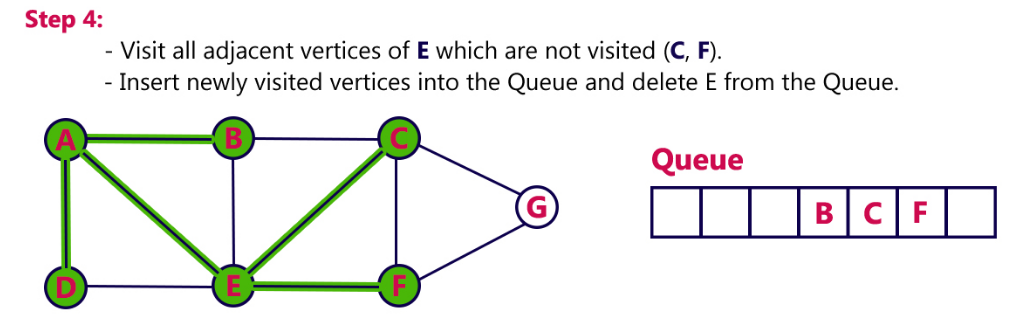 Step 4:
- Visit all adjacent vertices of E which are not visited (C, F).
- Insert newly visited vertices into the Queue and delete E from the Queue.
A B C
Queue
G
B C F
D E F